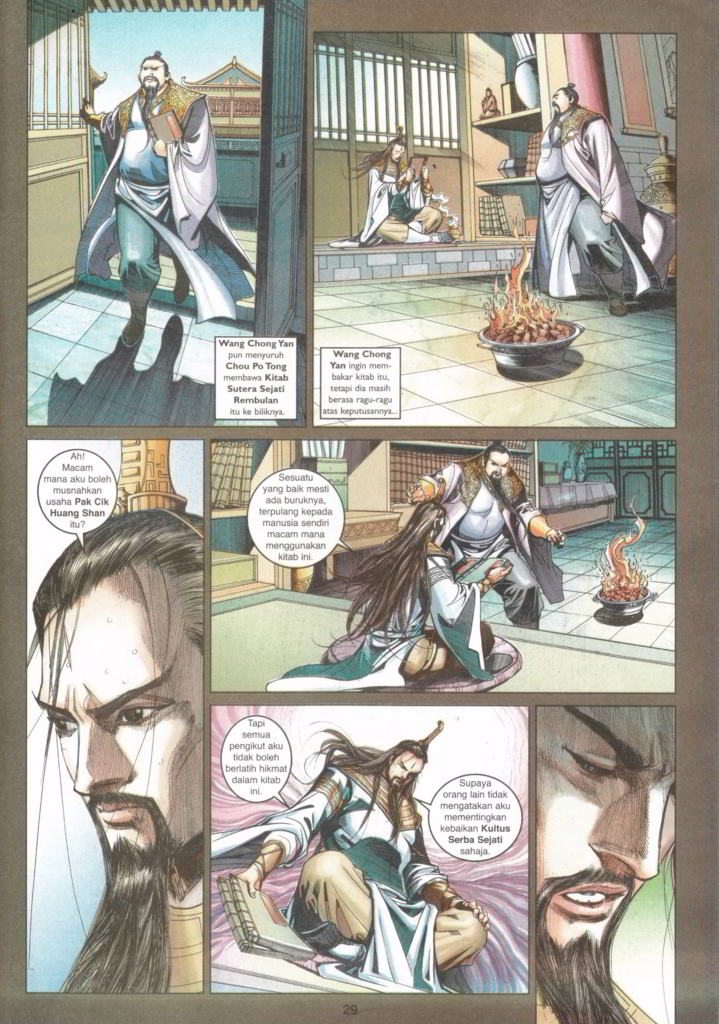 Wang Chong Yan
pun menyuruh
Chou Po Tong
membawa Kitab
Sutera Sejati
Rembulan
itu ke biliknya.
Wang Chong
Yan ingin mem-
bakar kitab itu,
tetapi dia masih
berasa ragu-ragu
atas keputusannya...
Ah!
Macam
mana aku boleh
musnahkan
usaha Pak Cik
Huang Shan
itu?
Sesuatu
yang baik mesti
ada buruknya,
terpulang kepada
manusia sendiri
macam mana
menggunakan
kitab ini.
Tapi
semua
pengikut aku
tidak boleh
berlatih hikmat
dalam kitab
ini.
Supaya
orang lain tidak
mengatakan aku
mementingkan
kebaikan Kultus
Serba Sejati
sahaja.
29